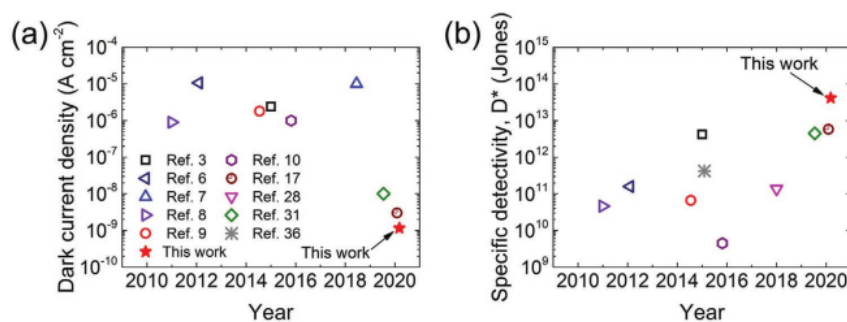 (a)
Dark current density (A cm⁻²)
10⁻⁴
10⁻⁵
10⁻⁶
10⁻⁷
10⁻⁸
10⁻⁹
10⁻¹⁰
Ref. 3
Ref. 6
Ref. 7
Ref. 8
Ref. 9
This work
Ref. 10
Ref. 17
Ref. 28
Ref. 31
Ref. 36
This work
2010 2012 2014 2016 2018 2020
Year
(b)
Specific detectivity, D* (Jones)
10¹⁵
10¹⁴
10¹³
10¹²
10¹¹
10¹⁰
10⁹
This work
2010 2012 2014 2016 2018 2020
Year